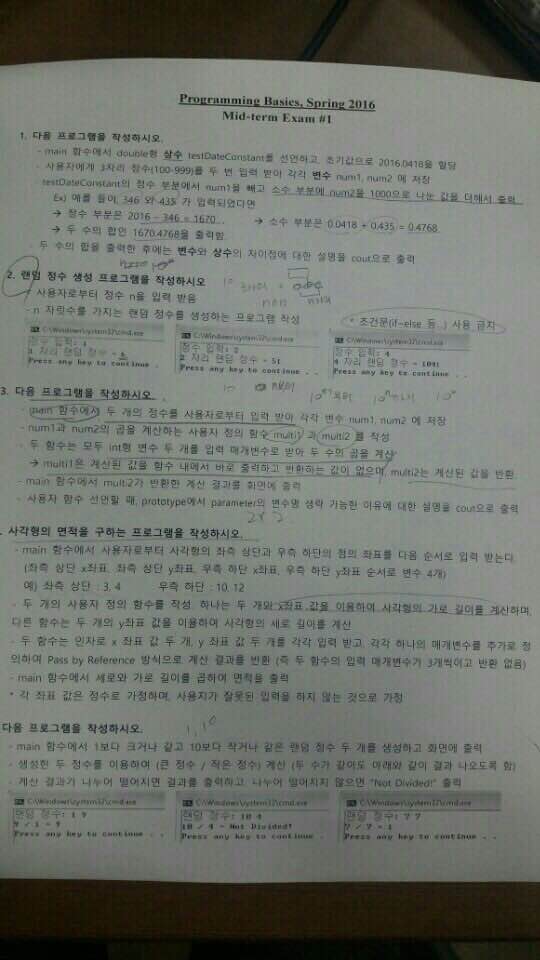 Programming Basics, Spring 2016
Mid-term Exam #1
1. 다음 프로그램을 작성하시오.
- main 함수에서 double형 상수 testDateConstant를 선언하고, 초기값으로 2016.0418을 할당
- 사용자에게 3자리 정수(100-999)를 두 번 입력 받아 각각 변수 num1, num2 에 저장
testDateConstant의 정수 부분에서 num1을 빼고 소수 부분에 num2을 1000으로 나눈 값을 더해서 출력
Ex) 예를 들어, 346 와 435 가 입력되었다면
→ 정수 부분은 2016 - 346 = 1670 → 소수 부분은 0.0418 + 0.435 = 0.4768
→ 두 수의 합인 1670.4768을 출력함
- 두 수의 합을 출력한 후에는 변수와 상수의 차이점에 대한 설명을 cout으로 출력
2. 랜덤 정수 생성 프로그램을 작성하시오
- 사용자로부터 정수 n을 입력 받음
- n 자릿수를 가지는 랜덤 정수를 생성하는 프로그램 작성 * 조건문(if-else 등..) 사용 금지
C:\Windows\system32\cmd.exe
정수 입력: 1
1 자리 랜덤 정수 - 6
Press any key to continue .
C:\Windows\system32\cmd.exe
정수 입력: 2
2 자리 랜덤 정수 - 51
Press any key to continue . .
C:\Windows\system32\cmd.exe
정수 입력: 4
4 자리 랜덤 정수 - 1041
Press any key to continue . .
3. 다음 프로그램을 작성하시오.
- main 함수에서 두 개의 정수를 사용자로부터 입력 받아 각각 변수 num1, num2 에 저장
- num1과 num2의 곱을 계산하는 사용자 정의 함수 multi1 과 multi2 를 작성
- 두 함수는 모두 int형 변수 두 개를 입력 매개변수로 받아 두 수의 곱을 계산
→ multi1은 계산된 값을 함수 내에서 바로 출력하고 반환하는 값이 없으며, multi2는 계산된 값을 반환.
- main 함수에서 multi2가 반환한 계산 결과를 화면에 출력
- 사용자 함수 선언할 때, prototype에서 parameter의 변수명 생략 가능한 이유에 대한 설명을 cout으로 출력
. 사각형의 면적을 구하는 프로그램을 작성하시오.
- main 함수에서 사용자로부터 사각형의 좌측 상단과 우측 하단의 점의 좌표를 다음 순서로 입력 받는다.
(좌측 상단 x좌표, 좌측 상단 y좌표, 우측 하단 x좌표, 우측 하단 y좌표 순서로 변수 4개)
예) 좌측 상단 : 3, 4 우측 하단 : 10, 12
- 두 개의 사용자 정의 함수를 작성. 하나는 두 개의 x좌표 값을 이용하여 사각형의 가로 길이를 계산하며,
다른 함수는 두 개의 y좌표 값을 이용하여 사각형의 세로 길이를 계산
- 두 함수는 인자로 x 좌표 값 두 개, y 좌표 값 두 개를 각각 입력 받고, 각각 하나의 매개변수를 추가로 정
의하여 Pass by Reference 방식으로 계산 결과를 반환 (즉 두 함수의 입력 매개변수가 3개씩이고 반환 없음)
- main 함수에서 세로와 가로 길이를 곱하여 면적을 출력
* 각 좌표 값은 정수로 가정하며, 사용자가 잘못된 입력을 하지 않는 것으로 가정
다음 프로그램을 작성하시오.
- main 함수에서 1보다 크거나 같고 10보다 작거나 같은 랜덤 정수 두 개를 생성하고 화면에 출력
- 생성한 두 정수를 이용하여 (큰 정수 / 작은 정수) 계산 (두 수가 같아도 아래와 같이 결과 나오도록 함)
- 계산 결과가 나누어 떨어지면 결과를 출력하고, 나누어 떨어지지 않으면 "Not Divided!" 출력
C:\Windows\system32\cmd.exe
랜덤 정수: 1 9
9 / 1 = 9
Press any key to continue . .
C:\Windows\system32\cmd.exe
랜덤 정수: 10 4
10 / 4 = Not Divided!
Press any key to continue . .
C:\Windows\system32\cmd.exe
랜덤 정수: 7 7
7 / 7 = 1
Press any key to continue . .